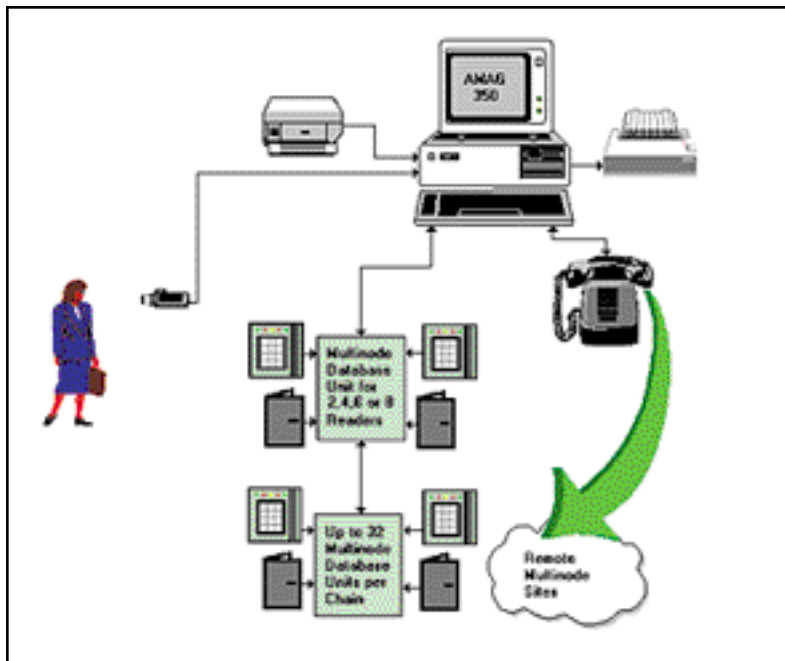 AMAG
350
Multinode
Database
Unit for
2,4,6 or 8
Readers
Up to 32
Multinode
Database
Units per
Chain
Remote
Multinode
Sites